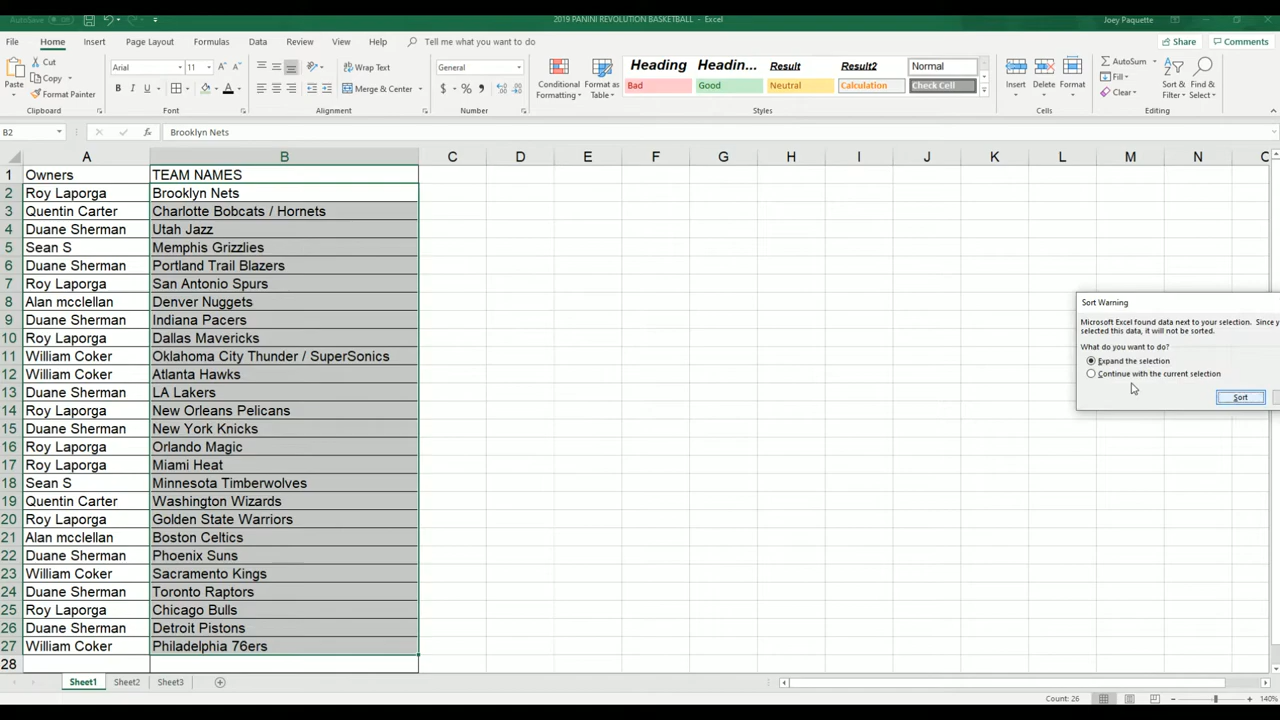 AutoSave Off 2019 PANINI REVOLUTION BASKETBALL - Excel Joey Paquette
File Home Insert Page Layout Formulas Data Review View Help Tell me what you want to do Share Comments
Paste Cut Copy Format Painter Clipboard
Arial 11 B I U A Font
Wrap Text Merge & Center Alignment
General $ % , Number
Conditional Formatting Format as Table
Heading Headin... Result Result2 Normal
Bad Good Neutral Calculation Check Cell
Styles
Insert Delete Format Cells
AutoSum Fill Clear Sort & Filter Find & Select Editing
B2 fx Brooklyn Nets
A B C D E F G H I J K L M N
1 Owners TEAM NAMES
2 Roy Laporga Brooklyn Nets
3 Quentin Carter Charlotte Bobcats / Hornets
4 Duane Sherman Utah Jazz
5 Sean S Memphis Grizzlies
6 Duane Sherman Portland Trail Blazers
7 Roy Laporga San Antonio Spurs
8 Alan mcclellan Denver Nuggets
9 Duane Sherman Indiana Pacers
10 Roy Laporga Dallas Mavericks
11 William Coker Oklahoma City Thunder / SuperSonics
12 William Coker Atlanta Hawks
13 Duane Sherman LA Lakers
14 Roy Laporga New Orleans Pelicans
15 Duane Sherman New York Knicks
16 Roy Laporga Orlando Magic
17 Roy Laporga Miami Heat
18 Sean S Minnesota Timberwolves
19 Quentin Carter Washington Wizards
20 Roy Laporga Golden State Warriors
21 Alan mcclellan Boston Celtics
22 Duane Sherman Phoenix Suns
23 William Coker Sacramento Kings
24 Duane Sherman Toronto Raptors
25 Roy Laporga Chicago Bulls
26 Duane Sherman Detroit Pistons
27 William Coker Philadelphia 76ers
28
Sort Warning
Microsoft Excel found data next to your selection. Since y
selected this data, it will not be sorted.
What do you want to do?
Expand the selection
Continue with the current selection
Sort
Sheet1 Sheet2 Sheet3
Count: 26 140%